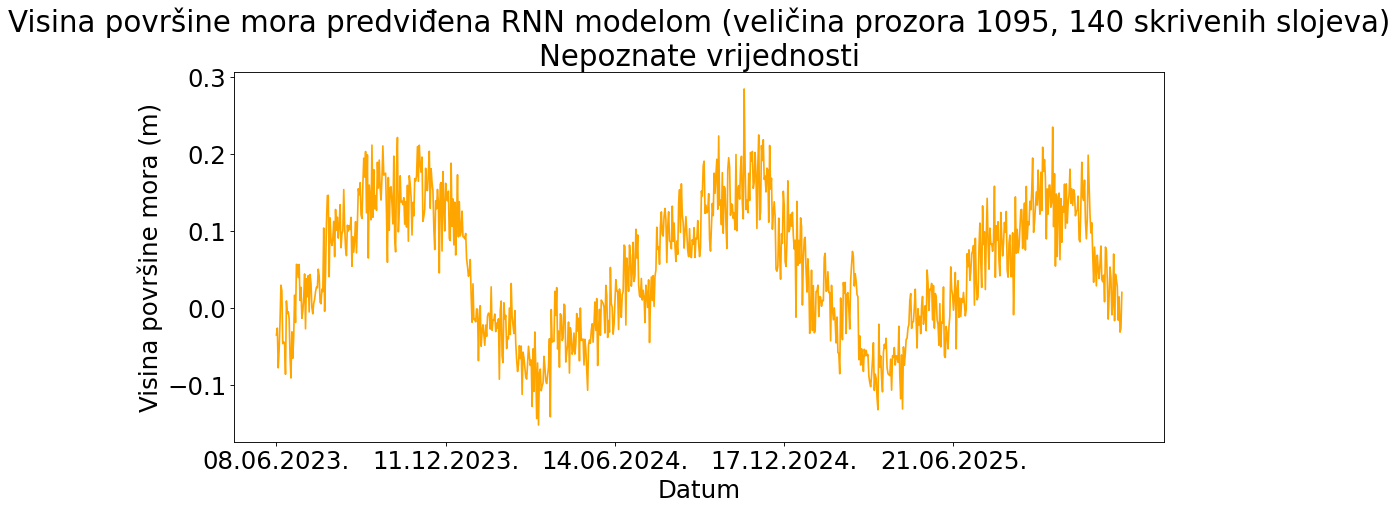 Visina površine mora predviđena RNN modelom (veličina prozora 1095, 140 skrivenih slojeva)
Nepoznate vrijednosti
Visina površine mora (m)
0.3
0.2
0.1
0.0
−0.1
08.06.2023. 11.12.2023. 14.06.2024. 17.12.2024. 21.06.2025.
Datum